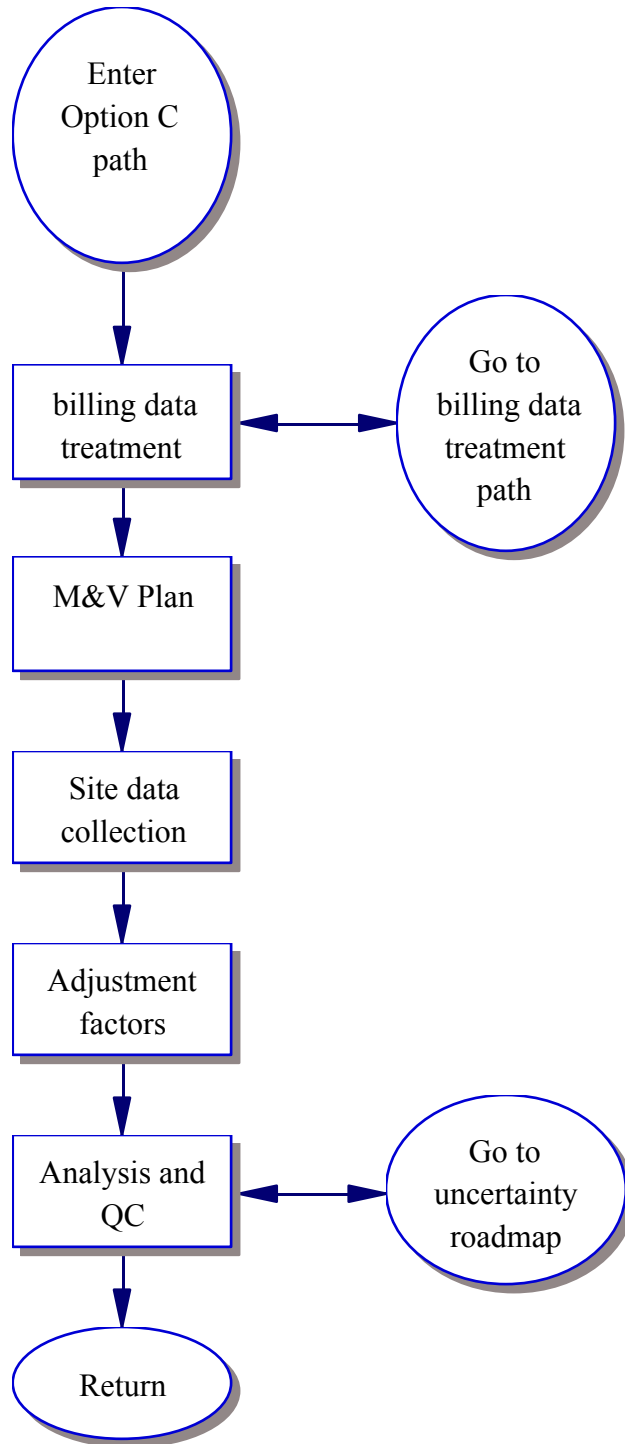 Enter
Option C
path
billing data
treatment
Go to
billing data
treatment
path
M&V Plan
Site data
collection
Adjustment
factors
Analysis and
QC
Go to
uncertainty
roadmap
Return